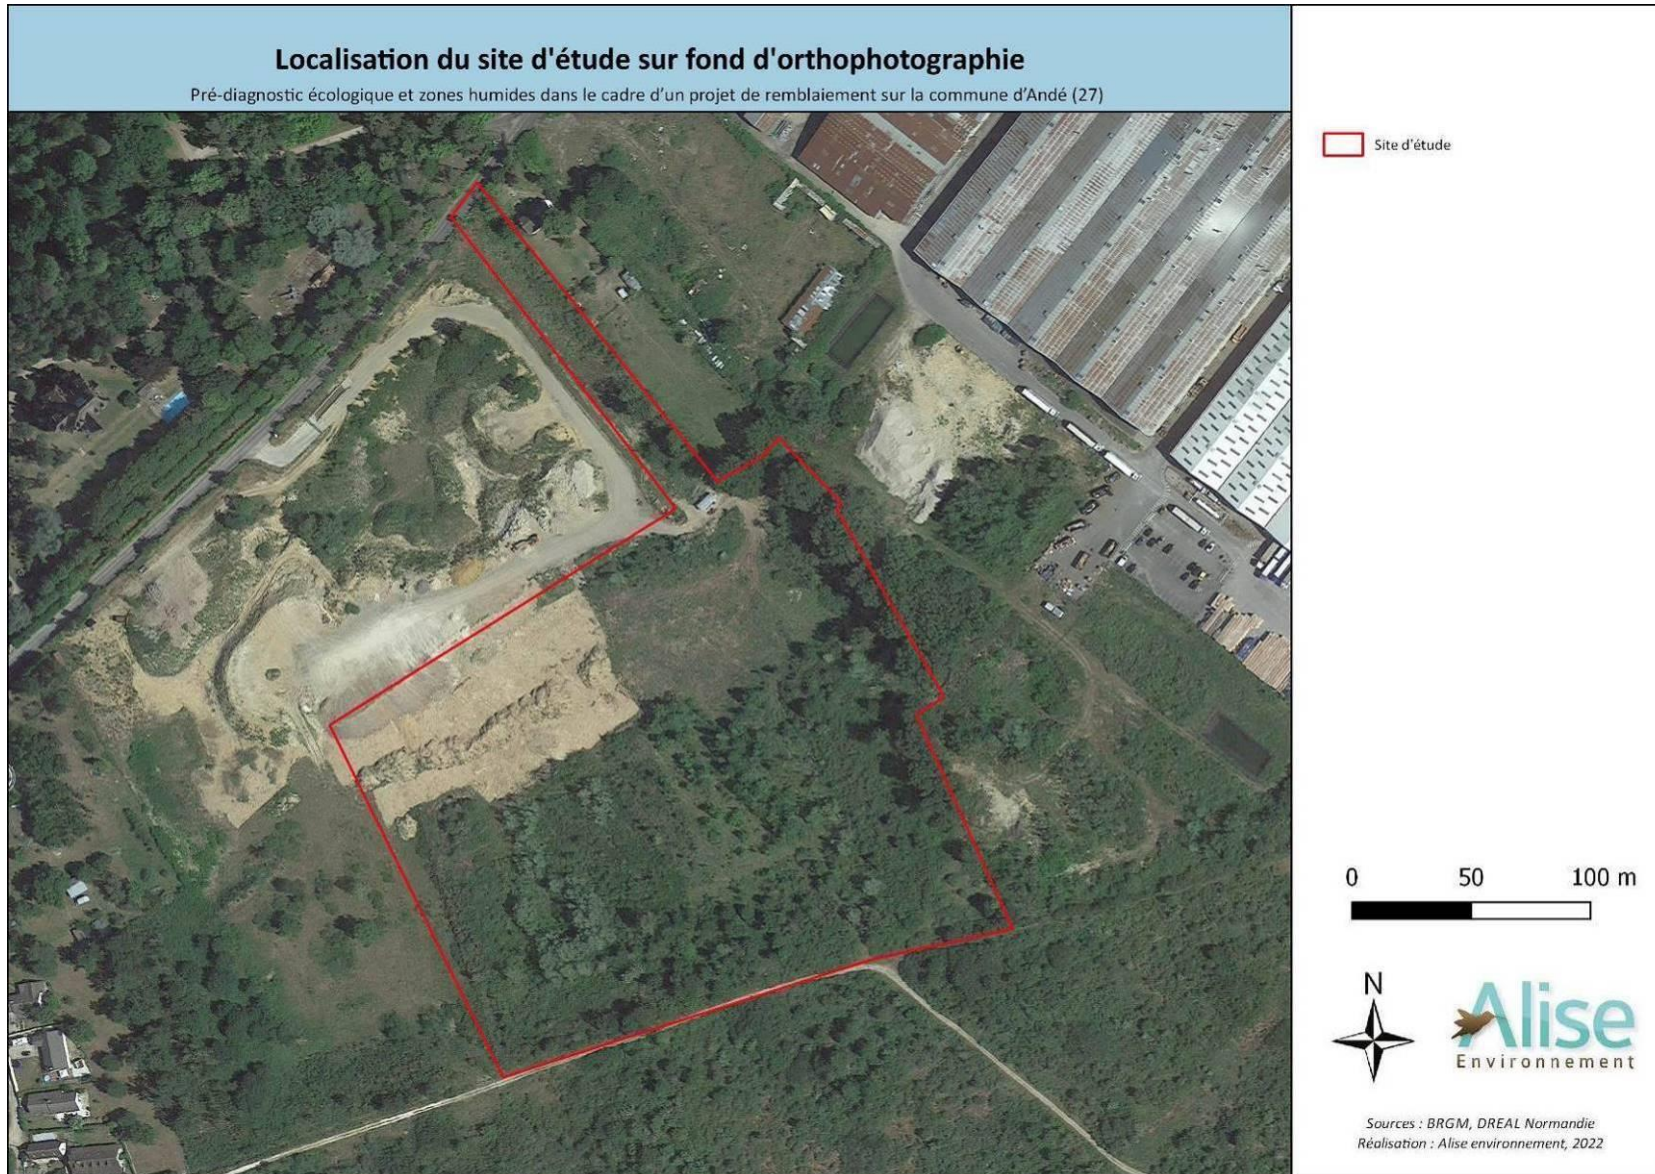 Localisation du site d'étude sur fond d'orthophotographie
Pré-diagnostic écologique et zones humides dans le cadre d'un projet de remblaiement sur la commune d'Andé (27)
Site d'étude
0 50 100 m
N
Alise
Environnement
Sources : BRGM, DREAL Normandie
Réalisation : Alise environnement, 2022